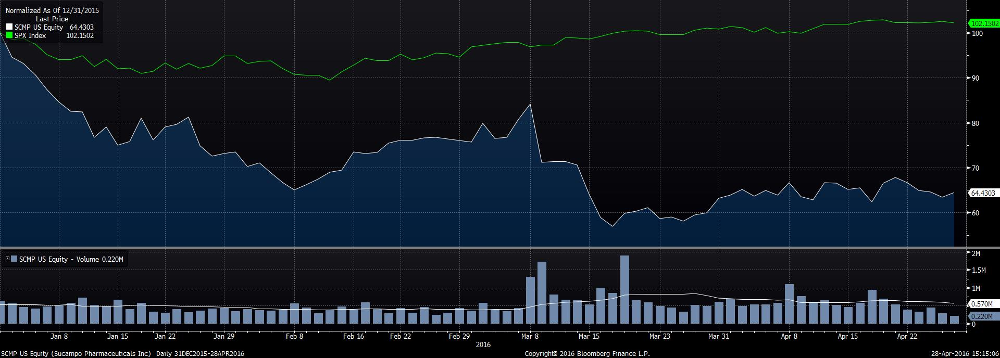 Normalized As Of 12/31/2015
Last Price
SCMP US Equity 64.4303
SPX Index 102.1502
102.1502
100
90
80
70
64.4303
60
SCMP US Equity - Volume 0.220M
2M
1.5M
1M
0.570M
0.220M
0
Jan 8 Jan 15 Jan 22 Jan 29 Feb 8 Feb 16 Feb 22 Feb 29 Mar 8 Mar 15 Mar 23 Mar 31 Apr 8 Apr 15 Apr 22
2016
SCMP US Equity (Sucampo Pharmaceuticals Inc) Daily 31DEC2015-28APR2016 Copyright© 2016 Bloomberg Finance L.P. 28-Apr-2016 15:15:06